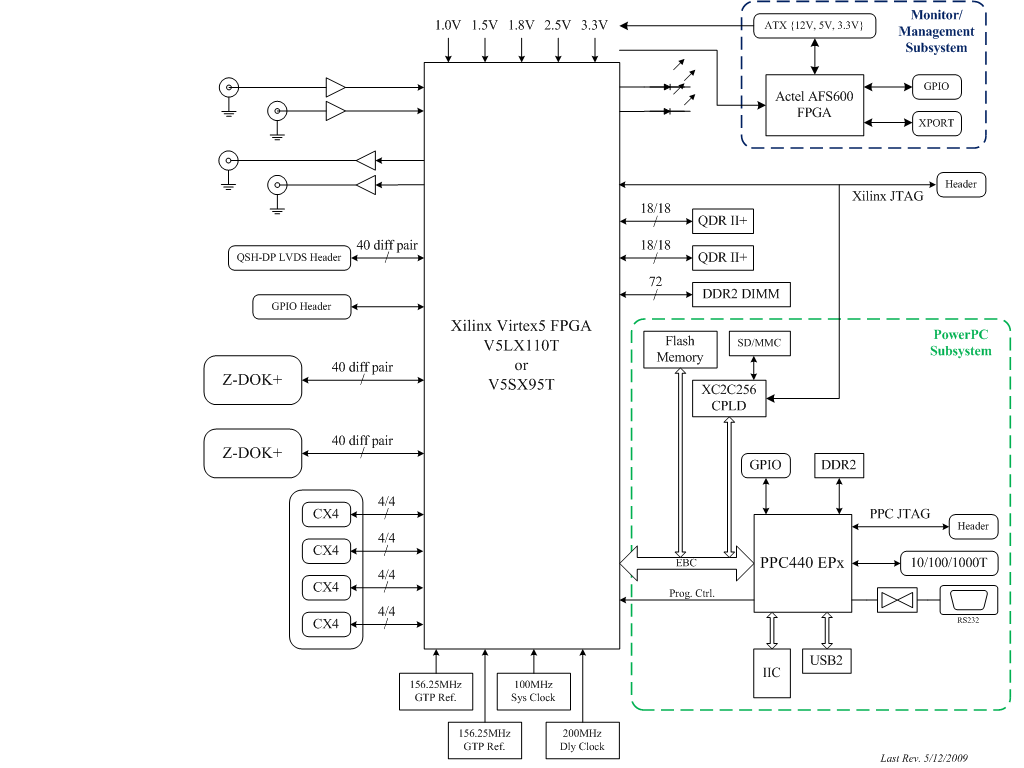 1.0V 1.5V 1.8V 2.5V 3.3V
ATX {12V, 5V, 3.3V}
Monitor/
Management
Subsystem
Actel AFS600
FPGA
GPIO
XPORT
Xilinx JTAG
Header
18/18
QDR II+
18/18
QDR II+
72
DDR2 DIMM
QSH-DP LVDS Header
40 diff pair
GPIO Header
Z-DOK+
40 diff pair
Z-DOK+
40 diff pair
CX4
4/4
CX4
4/4
CX4
4/4
CX4
4/4
Xilinx Virtex5 FPGA
V5LX110T
or
V5SX95T
PowerPC
Subsystem
Flash
Memory
SD/MMC
XC2C256
CPLD
GPIO
DDR2
PPC JTAG
Header
PPC440 EPx
10/100/1000T
EBC
Prog. Ctrl.
RS232
IIC
USB2
156.25MHz
GTP Ref.
100MHz
Sys Clock
156.25MHz
GTP Ref.
200MHz
Dly Clock
Last Rev. 5/12/2009